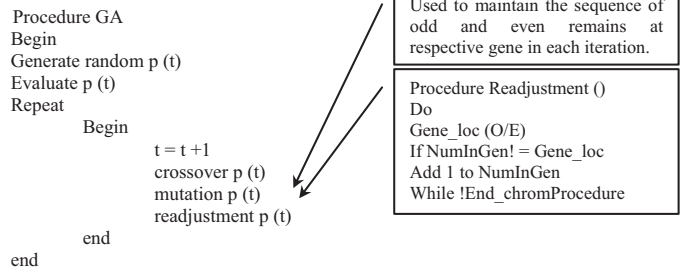 Procedure GA
Begin
Generate random p (t)
Evaluate p (t)
Repeat
Begin
t = t +1
crossover p (t)
mutation p (t)
readjustment p (t)
end
end
Used to maintain the sequence of
odd and even remains at
respective gene in each iteration.
Procedure Readjustment ()
Do
Gene_loc (O/E)
If NumInGen! = Gene_loc
Add 1 to NumInGen
While !End_chromProcedure